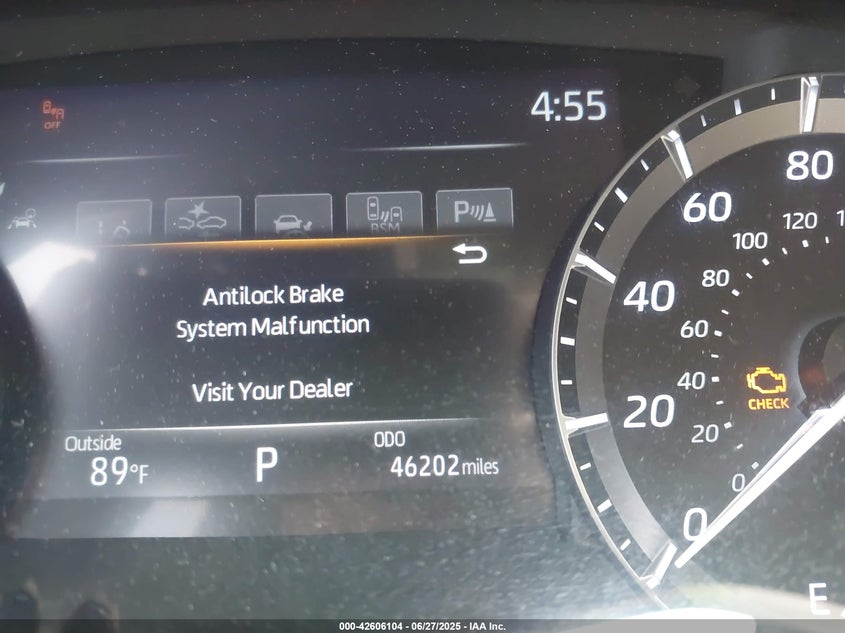 4:55
OFF
BSM
P
Antilock Brake
System Malfunction
Visit Your Dealer
Outside
89°F
P
ODO
46202 miles
80
60
40
20
0
120
100
80
60
40
20
0
CHECK
E
000-42606104 - 06/27/2025 - IAA Inc.